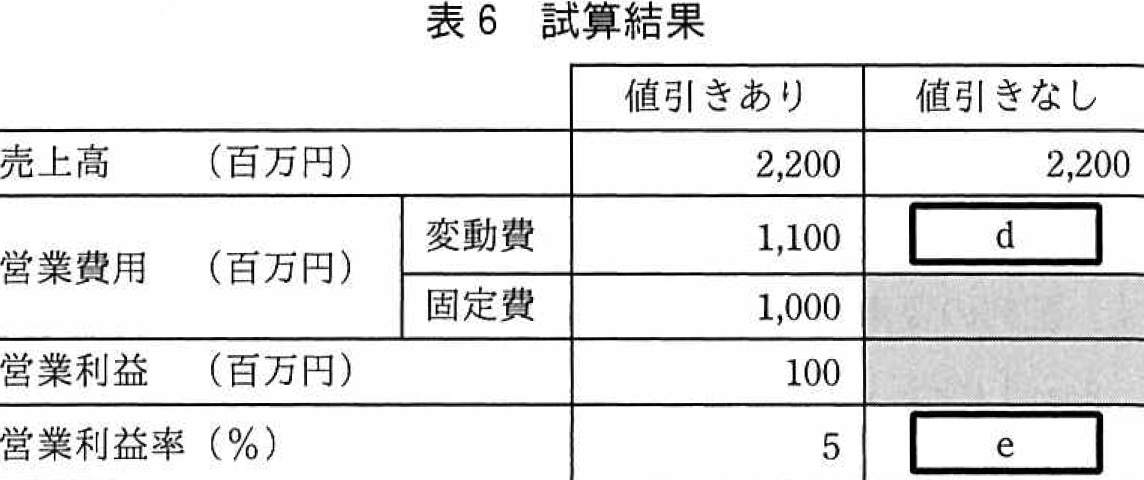 表6 試算結果
値引きあり 値引きなし
売上高 (百万円) 2,200 2,200
営業費用 (百万円) 変動費 1,100 d
固定費 1,000
営業利益 (百万円) 100
営業利益率(%) 5 e